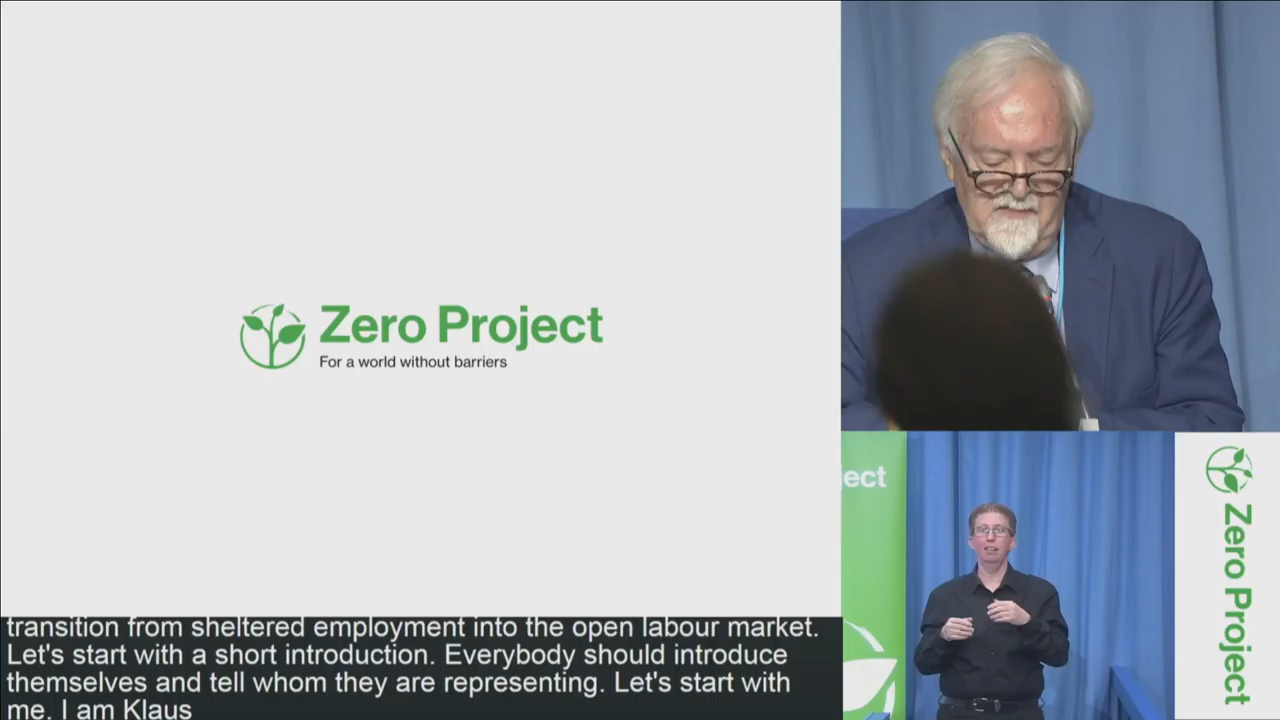 Zero Project
For a world without barriers
ject
Zero Project
transition from sheltered employment into the open labour market.
Let's start with a short introduction. Everybody should introduce
themselves and tell whom they are representing. Let's start with
me. I am Klaus